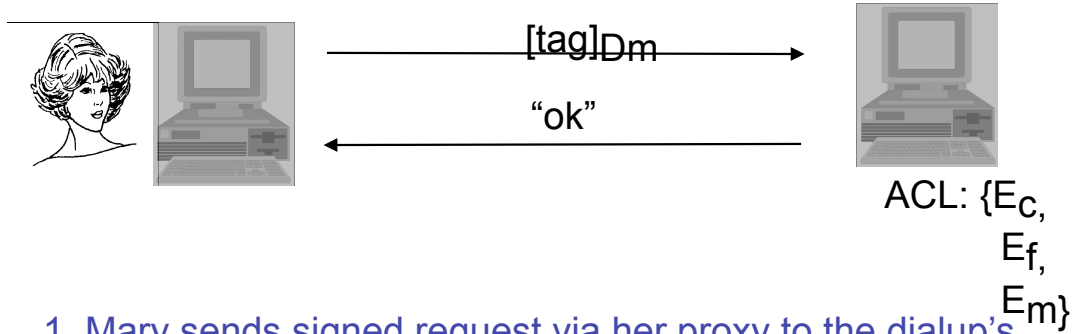 [tag]Dm
“ok”
ACL: {Ec,
Ef,
Em}
1. Mary sends signed request via her proxy to the dialup's